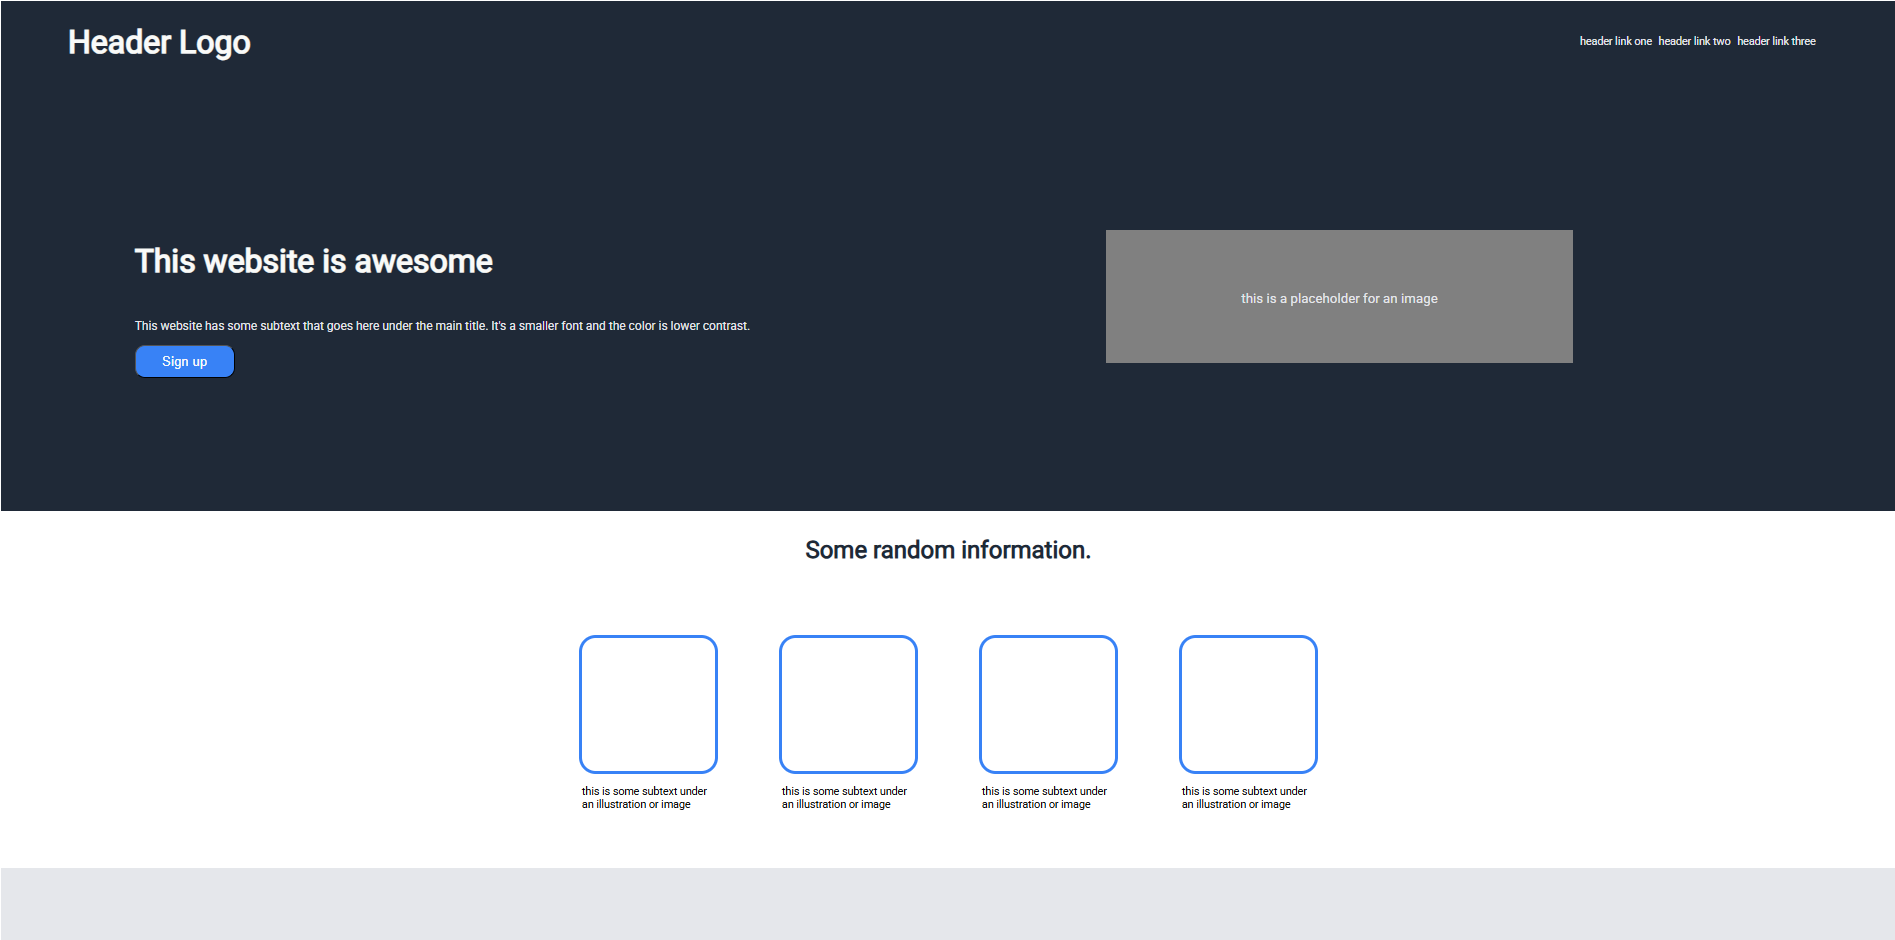 Header Logo
header link one header link two header link three
This website is awesome
This website has some subtext that goes here under the main title. It's a smaller font and the color is lower contrast.
Sign up
this is a placeholder for an image
Some random information.
this is some subtext under
an illustration or image
this is some subtext under
an illustration or image
this is some subtext under
an illustration or image
this is some subtext under
an illustration or image